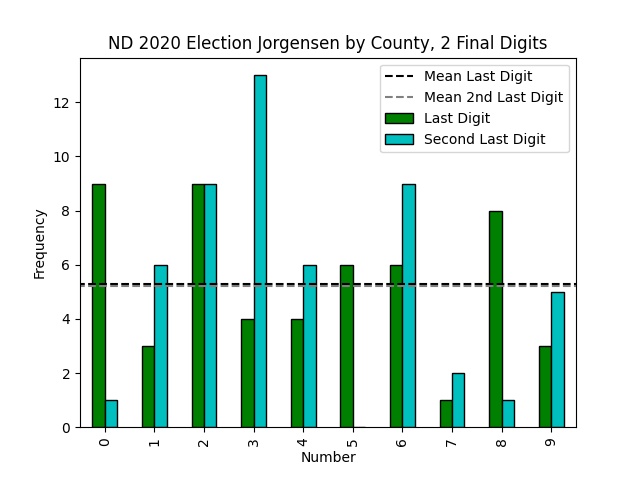 ND 2020 Election Jorgensen by County, 2 Final Digits
Mean Last Digit
Mean 2nd Last Digit
Last Digit
Second Last Digit
Frequency
12
10
8
6
4
2
0
0 1 2 3 4 5 6 7 8 9
Number